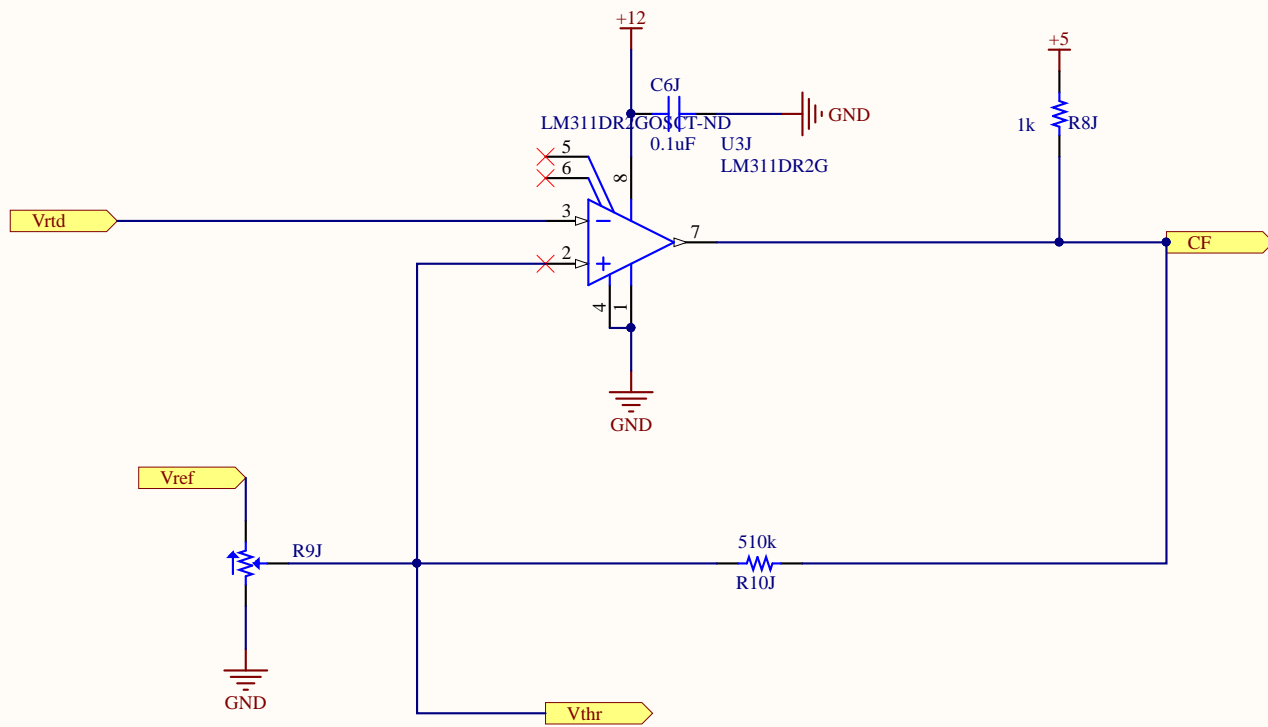 +12
+5
C6J
GND
LM311DR2GOSCT-ND
1k
R8J
0.1uF
U3J
LM311DR2G
5
6
8
Vrtd
3
7
CF
2
4
1
GND
Vref
510k
R9J
R10J
GND
Vthr